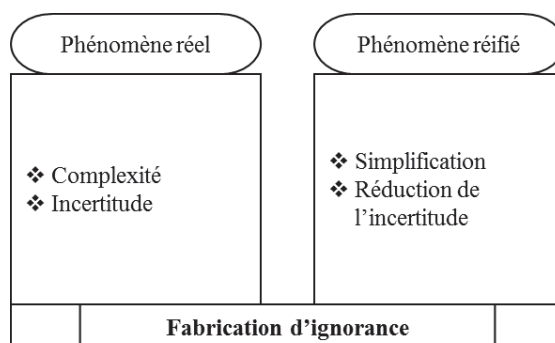 Phénomène réel
Phénomène réifié
❖ Complexité
❖ Incertitude
❖ Simplification
❖ Réduction de
l’incertitude
Fabrication d’ignorance